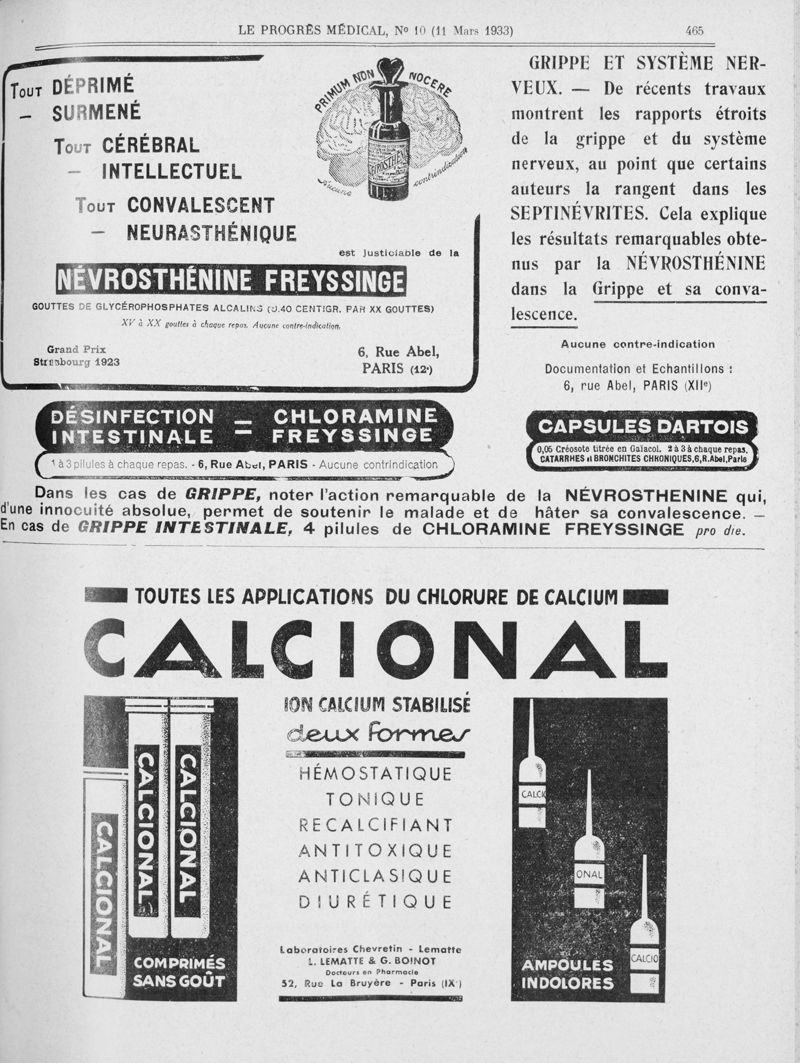 LE PROGRÈS MÉDICAL, No 10 (11 Mars 1933)
465
TOUT DÉPRIMÉ
— SURMENÉ
TOUT CÉRÉBRAL
— INTELLECTUEL
TOUT CONVALESCENT
— NEURASTHÉNIQUE
PRIMUM NON NOCERE
NEVROSTHÉNINE
Aucune contrindication
est justiciable de la
NÉVROSTHÉNINE FREYSSINGE
GOUTTES DE GLYCÉROPHOSPHATES ALCALINS (0.40 CENTIGR. PAR XX GOUTTES)
XV à XX gouttes à chaque repas. Aucune contre-indication.
Grand Prix
Strasbourg 1923
6, Rue Abel,
PARIS (12e)
GRIPPE ET SYSTÈME NER-
VEUX. — De récents travaux
montrent les rapports étroits
de la grippe et du système
nerveux, au point que certains
auteurs la rangent dans les
SEPTINÉVRITES. Cela explique
les résultats remarquables obte-
nus par la NÉVROSTHÉNINE
dans la Grippe et sa conva-
lescence.
Aucune contre-indication
Documentation et Echantillons :
6, rue Abel, PARIS (XIIe)
DÉSINFECTION INTESTINALE = CHLORAMINE FREYSSINGE
1 à 3 pilules à chaque repas. - 6, Rue Abel, PARIS - Aucune contrindication
CAPSULES DARTOIS
0,05 Créosote titrée en Gaïacol. 2 à 3 à chaque repas.
CATARRHES et BRONCHITES CHRONIQUES, 6, R. Abel, Paris
Dans les cas de GRIPPE, noter l'action remarquable de la NÉVROSTHENINE qui,
d'une innocuité absolue, permet de soutenir le malade et de hâter sa convalescence. —
En cas de GRIPPE INTESTINALE, 4 pilules de CHLORAMINE FREYSSINGE pro die.
TOUTES LES APPLICATIONS DU CHLORURE DE CALCIUM
CALCIONAL
ION CALCIUM STABILISÉ
deux formes
HÉMOSTATIQUE
TONIQUE
RECALCIFIANT
ANTITOXIQUE
ANTICLASIQUE
DIURÉTIQUE
CALCIONAL
CALCIONAL
CALCIONAL
COMPRIMÉS
SANS GOÛT
CALCI
ONAL
CALCIO
AMPOULES
INDOLORES
Laboratoires Chevretin - Lematte
L. LEMATTE & G. BOINOT
Docteurs en Pharmacie
52, Rue La Bruyère - Paris (IXe)